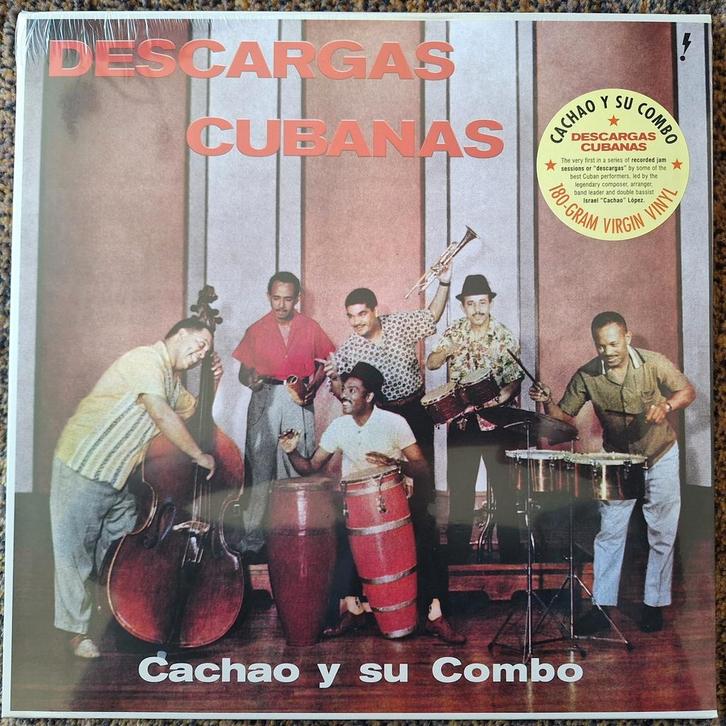 DESCARGAS
CUBANAS
CACHAO Y SU COMBO
DESCARGAS
CUBANAS
The very first in a series of recorded jam
sessions or "descargas" by some of the
best Cuban performers, led by the
legendary composer, arranger,
band leader and double bassist
Israel "Cachao" López.
180-GRAM VIRGIN VINYL
Cachao y su Combo